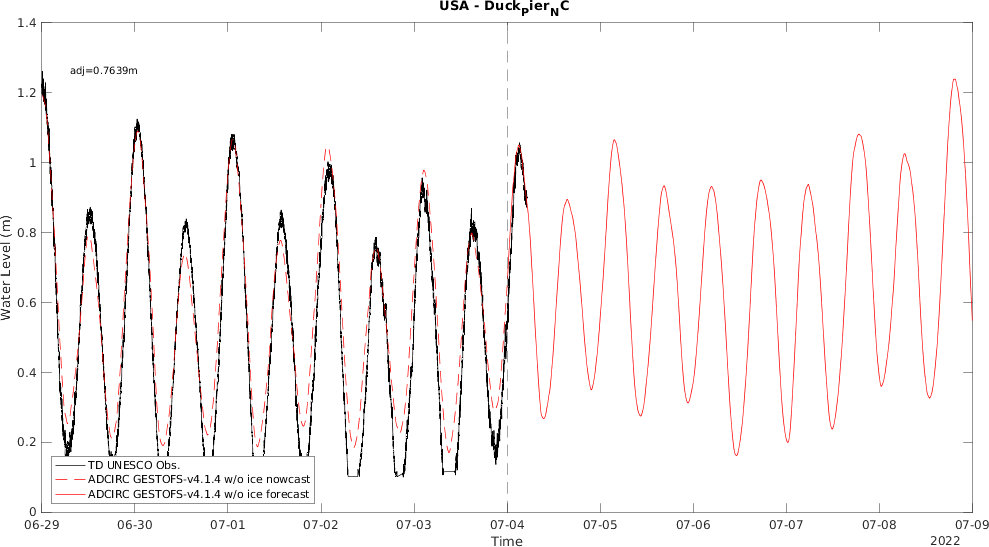 USA - DuckPierNC
1.4
1.2
1
0.8
0.6
0.4
0.2
0
Water Level (m)
adj=0.7639m
TD UNESCO Obs.
ADCIRC GESTOFS-v4.1.4 w/o ice nowcast
ADCIRC GESTOFS-v4.1.4 w/o ice forecast
06-29 06-30 07-01 07-02 07-03 07-04 07-05 07-06 07-07 07-08 07-09
Time
2022